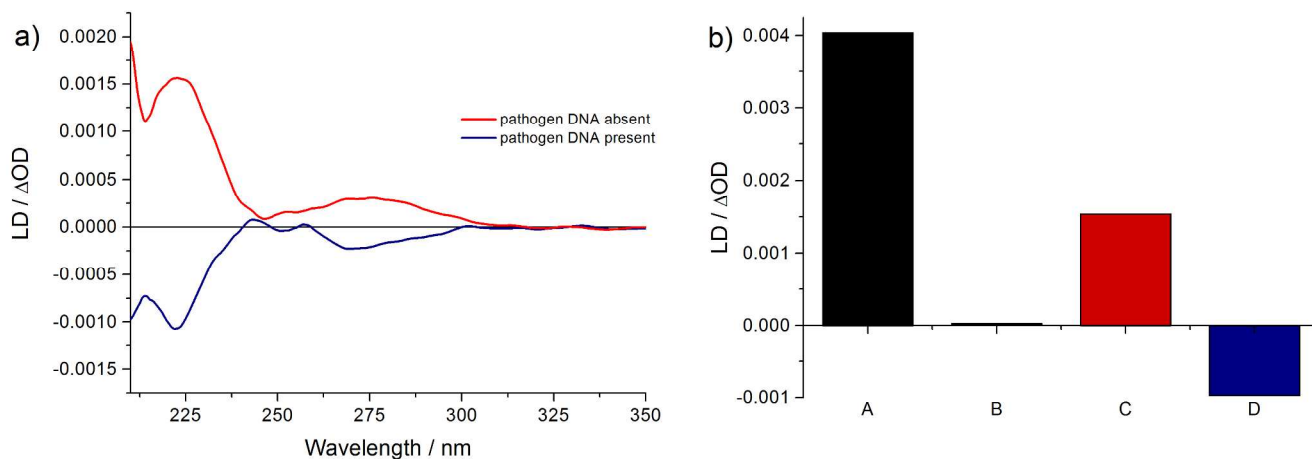 a)
LD / ΔOD
0.0020
0.0015
0.0010
0.0005
0.0000
-0.0005
-0.0010
-0.0015
225 250 275 300 325 350
Wavelength / nm
pathogen DNA absent
pathogen DNA present
b)
LD / ΔOD
0.004
0.003
0.002
0.001
0.000
-0.001
A B C D